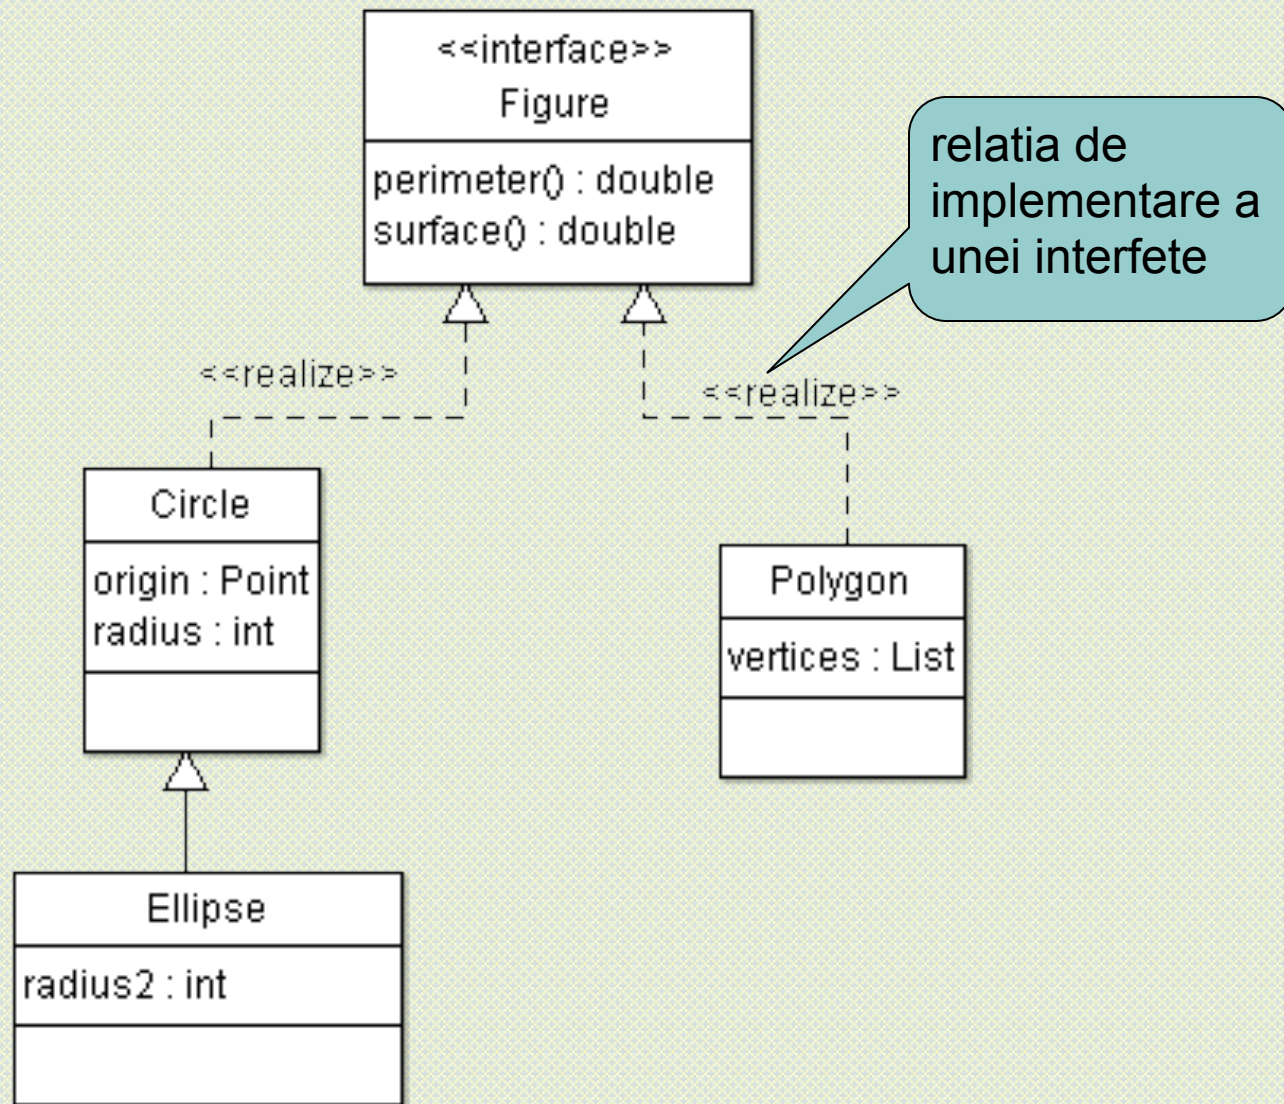 <<interface>>
Figure
perimeter() : double
surface() : double
relatia de
implementare a
unei interfete
<<realize>>
<<realize>>
Circle
origin : Point
radius : int
Polygon
vertices : List
Ellipse
radius2 : int